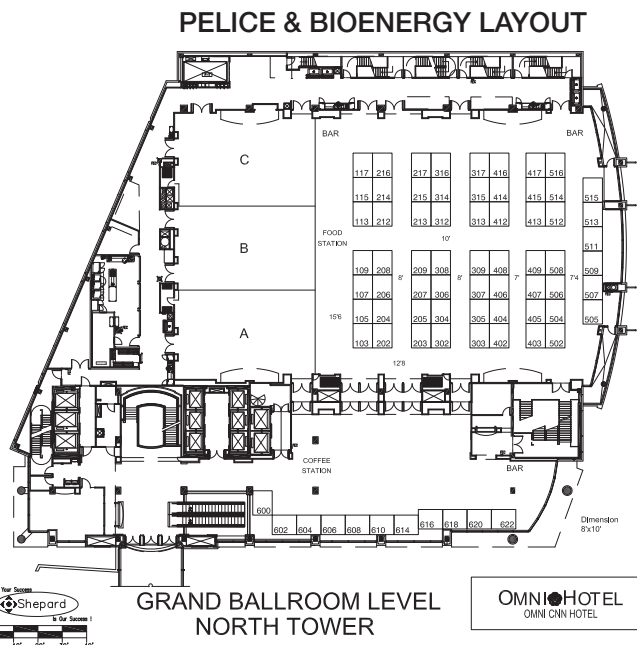 PELICE & BIOENERGY LAYOUT
BAR
BAR
C
117 216 217 316 317 416 417 516
115 214 215 314 315 414 415 514
113 212 213 312 313 412 413 512
515
513
511
509
507
505
FOOD
STATION
10'
B
109 208 209 308 309 408 409 508
8' 8' 7' 7'4
107 206 207 306 307 406 407 506
15'6
105 204 205 304 305 404 405 504
A
103 202 203 302 303 402 403 502
12'8
COFFEE
STATION
BAR
600
602 604 606 608 610 614 616 618 620 622
Dimension
8'x10'
Your Success
Shepard
Is Our Success !
GRAND BALLROOM LEVEL
NORTH TOWER
OMNI HOTEL
OMNI CNN HOTEL